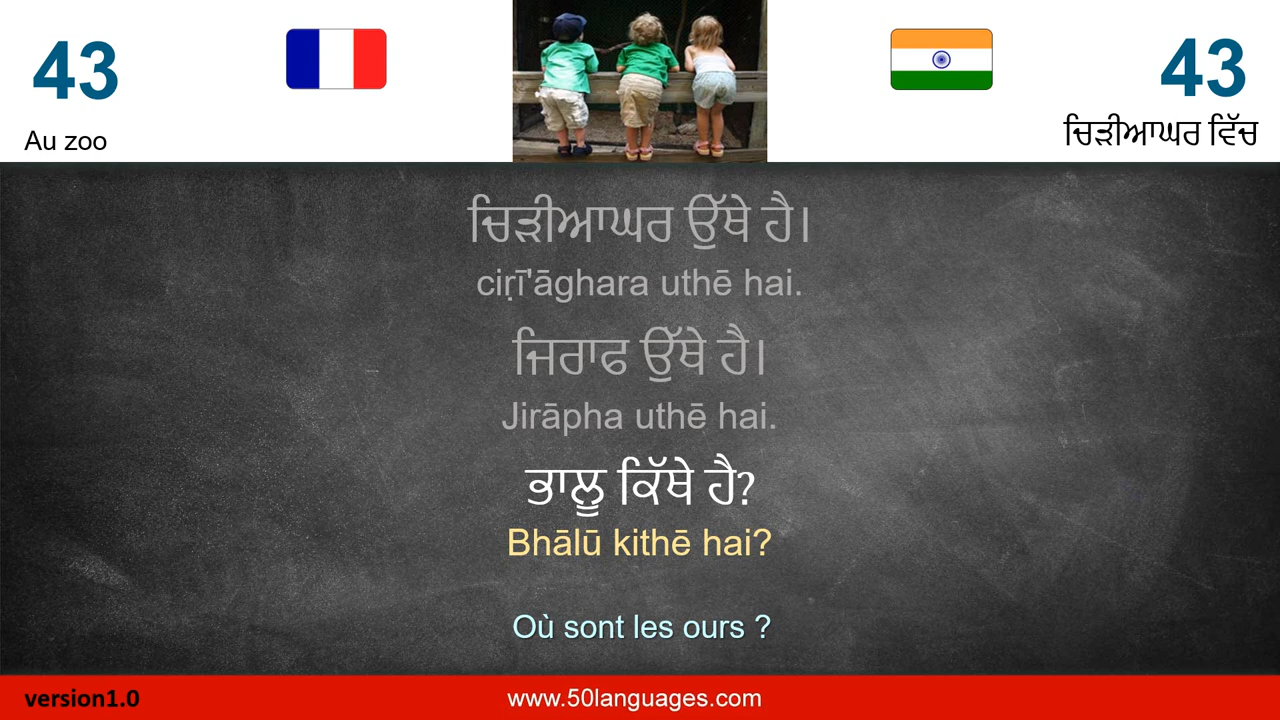 43
43
Au zoo
ਚਿੜੀਆਘਰ ਵਿੱਚ
ਚਿੜੀਆਘਰ ਉੱਥੇ ਹੈ।
ciṛī'āghara uthē hai.
ਜਿਰਾਫ ਉੱਥੇ ਹੈ।
Jirāpha uthē hai.
ਭਾਲੂ ਕਿੱਥੇ ਹੈ?
Bhālū kithē hai?
Où sont les ours ?
version1.0
www.50languages.com